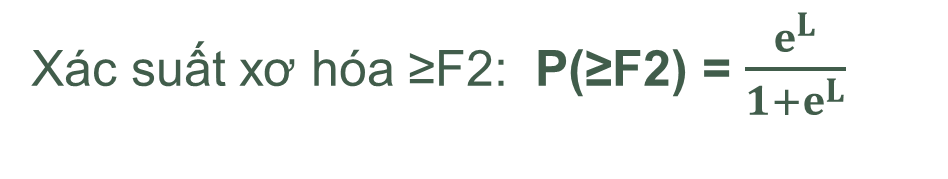 Xác suất xơ hóa ≥F2: P(≥F2) = e^L / 1+e^L